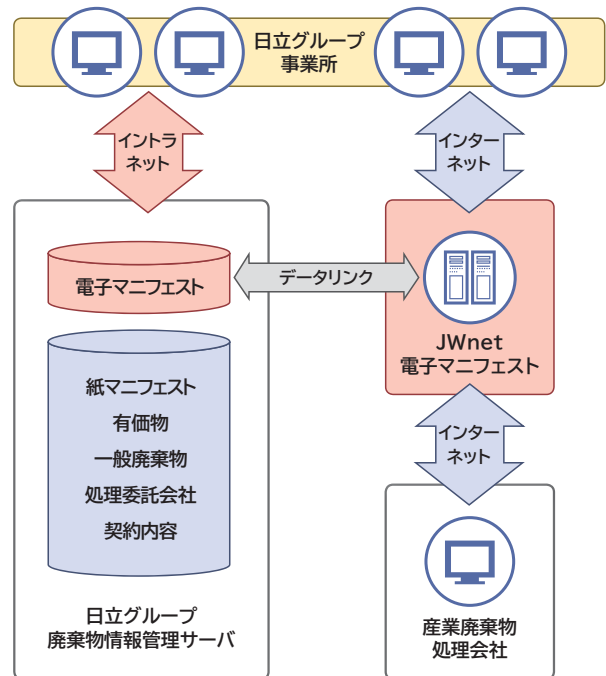 日立グループ
事業所
イントラ
ネット
インター
ネット
電子マニフェスト
データリンク
JWnet
電子マニフェスト
紙マニフェスト
有価物
一般廃棄物
処理委託会社
契約内容
インター
ネット
日立グループ
廃棄物情報管理サーバ
産業廃棄物
処理会社